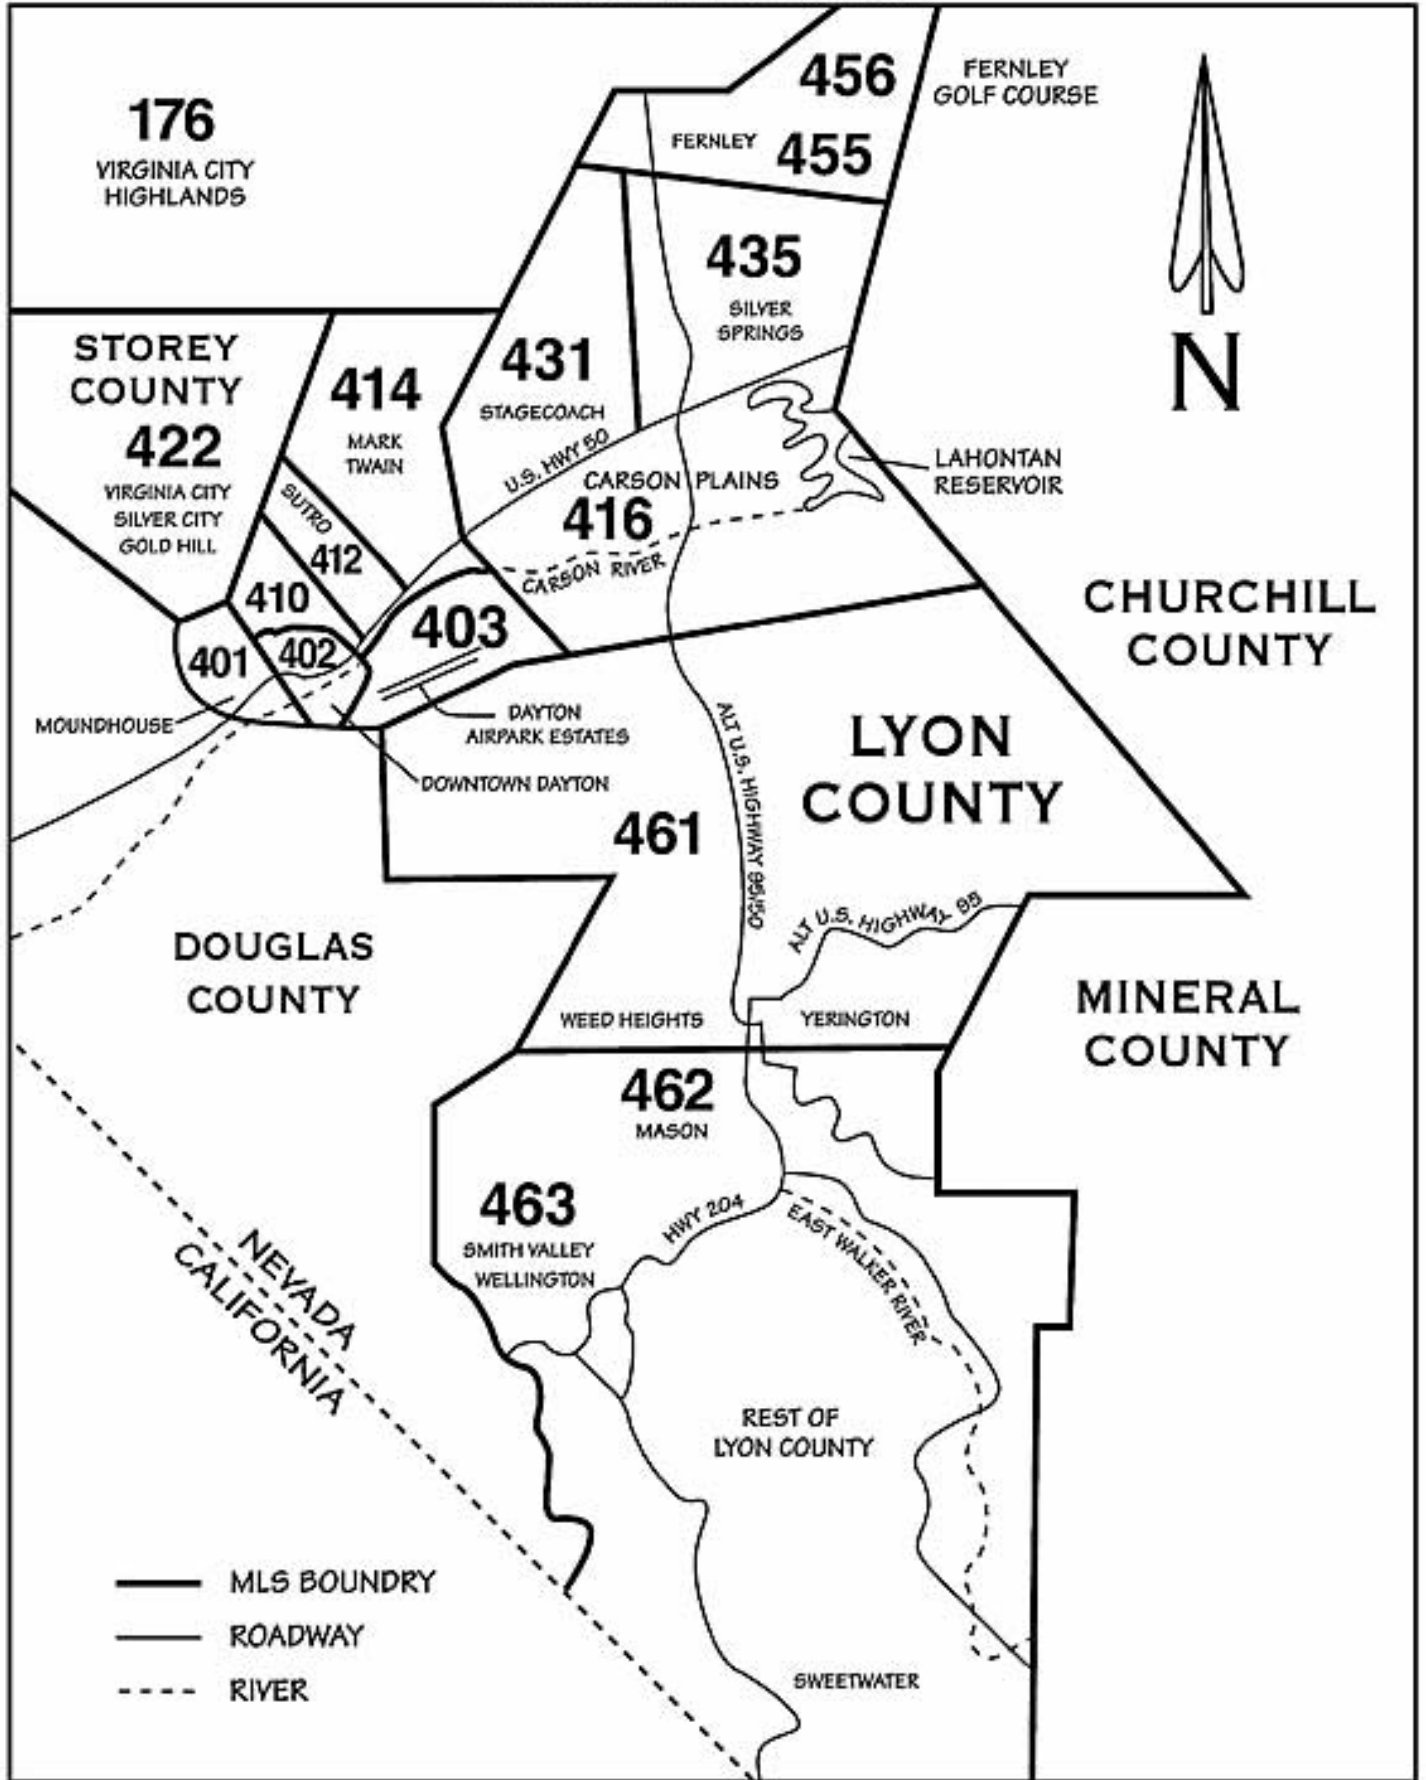 456
FERNLEY
GOLF COURSE
176
VIRGINIA CITY
HIGHLANDS
FERNLEY
455
435
SILVER
SPRINGS
N
STOREY
COUNTY
422
VIRGINIA CITY
SILVER CITY
GOLD HILL
414
MARK
TWAIN
431
STAGECOACH
U.S. HWY 50
CARSON PLAINS
416
LAHONTAN
RESERVOIR
SUTRO
412
CARSON RIVER
410
403
401
402
CHURCHILL
COUNTY
MOUNDHOUSE
DAYTON
AIRPARK ESTATES
DOWNTOWN DAYTON
ALT U.S. HIGHWAY 95/50
LYON
COUNTY
461
ALT U.S. HIGHWAY 95
DOUGLAS
COUNTY
MINERAL
COUNTY
WEED HEIGHTS
YERINGTON
462
MASON
463
SMITH VALLEY
WELLINGTON
HWY 204
EAST WALKER RIVER
NEVADA
CALIFORNIA
REST OF
LYON COUNTY
MLS BOUNDRY
ROADWAY
RIVER
SWEETWATER